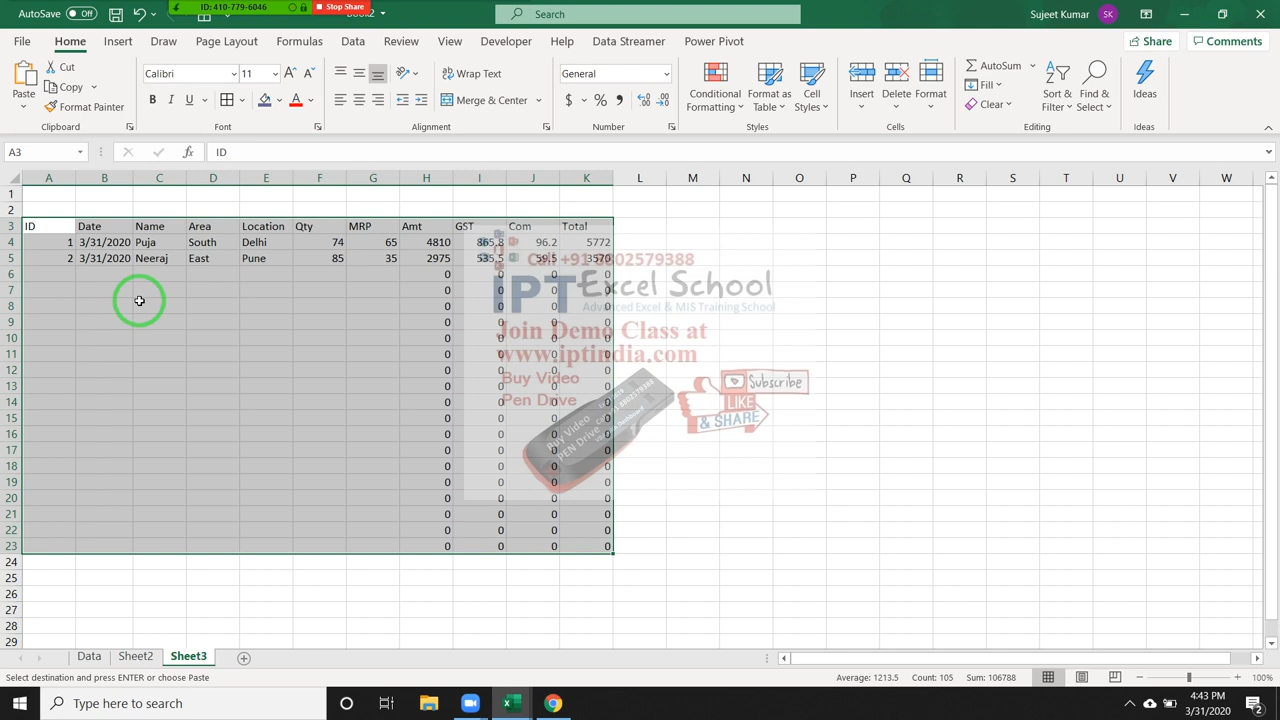 AutoSave Off Book2 Search Sujeet Kumar SK
ID: 410-779-6046 Stop Share
File Home Insert Draw Page Layout Formulas Data Review View Developer Help Data Streamer Power Pivot Share Comments
Paste Cut Copy Format Painter Clipboard
Calibri 11 A A B I U A Font
Wrap Text Merge & Center Alignment
General $ % , Number
Conditional Formatting Format as Table Cell Styles Styles
Insert Delete Format Cells
AutoSum Fill Clear Sort & Filter Find & Select Editing
Ideas Ideas
A3 fx ID
A B C D E F G H I J K L M N O P Q R S T U V W
1
2
3 ID Date Name Area Location Qty MRP Amt GST Com Total
4 1 3/31/2020 Puja South Delhi 74 65 4810 865.8 96.2 5772
5 2 3/31/2020 Neeraj East Pune 85 35 2975 535.5 59.5 3570
6 0 0 0 0
7 0 0 0 0
8 0 0 0 0
9 0 0 0 0
10 0 0 0 0
11 0 0 0 0
12 0 0 0 0
13 0 0 0 0
14 0 0 0 0
15 0 0 0 0
16 0 0 0 0
17 0 0 0 0
18 0 0 0 0
19 0 0 0 0
20 0 0 0 0
21 0 0 0 0
22 0 0 0 0
23 0 0 0 0
24
25
26
27
28
29
Call +91 9802579388
IPT Excel School
Advanced Excel & MiS Training School
Join Demo Class at
www.iptindia.com
Buy Video
Pen Drive
Subscribe
LIKE
& SHARE
Buy Video
PEN Drive
Data Sheet2 Sheet3
Select destination and press ENTER or choose Paste Average: 1213.5 Count: 105 Sum: 106788 100%
Type here to search 4:43 PM
3/31/2020 2